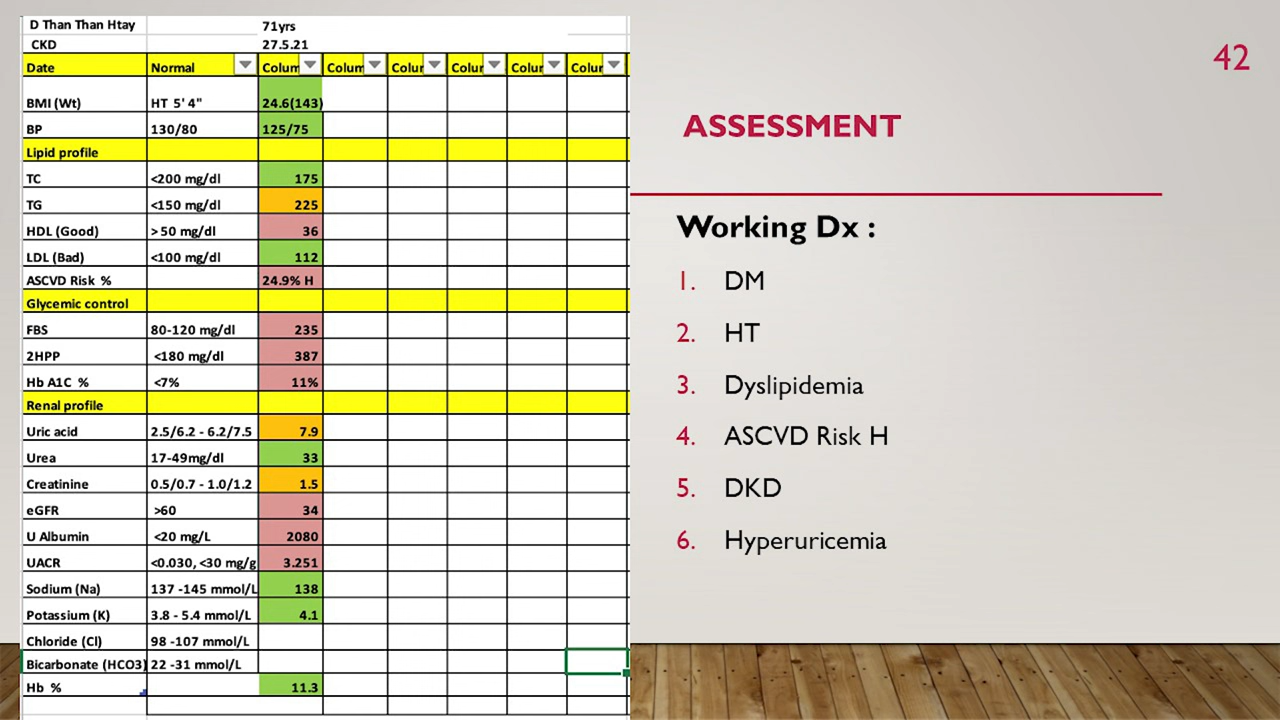 D Than Than Htay 71yrs
CKD 27.5.21
Date Normal Colum Colum Colur Colur Colur Colur
BMI (Wt) HT 5' 4" 24.6(143)
BP 130/80 125/75
Lipid profile
TC <200 mg/dl 175
TG <150 mg/dl 225
HDL (Good) > 50 mg/dl 36
LDL (Bad) <100 mg/dl 112
ASCVD Risk % 24.9% H
Glycemic control
FBS 80-120 mg/dl 235
2HPP <180 mg/dl 387
Hb A1C % <7% 11%
Renal profile
Uric acid 2.5/6.2 - 6.2/7.5 7.9
Urea 17-49mg/dl 33
Creatinine 0.5/0.7 - 1.0/1.2 1.5
eGFR >60 34
U Albumin <20 mg/L 2080
UACR <0.030, <30 mg/g 3.251
Sodium (Na) 137 -145 mmol/L 138
Potassium (K) 3.8 - 5.4 mmol/L 4.1
Chloride (Cl) 98 -107 mmol/L
Bicarbonate (HCO3) 22 -31 mmol/L
Hb % 11.3
42
ASSESSMENT
Working Dx :
1. DM
2. HT
3. Dyslipidemia
4. ASCVD Risk H
5. DKD
6. Hyperuricemia